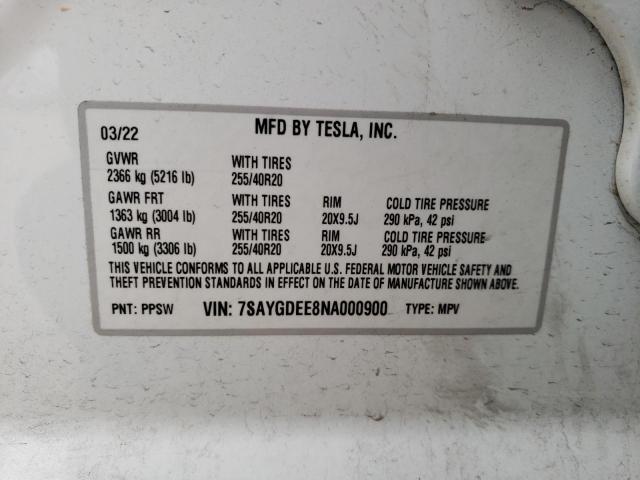 03/22 MFD BY TESLA, INC.
GVWR WITH TIRES
2366 kg (5216 lb) 255/40R20
GAWR FRT WITH TIRES RIM COLD TIRE PRESSURE
1363 kg (3004 lb) 255/40R20 20X9.5J 290 kPa, 42 psi
GAWR RR WITH TIRES RIM COLD TIRE PRESSURE
1500 kg (3306 lb) 255/40R20 20X9.5J 290 kPa, 42 psi
THIS VEHICLE CONFORMS TO ALL APPLICABLE U.S. FEDERAL MOTOR VEHICLE SAFETY AND
THEFT PREVENTION STANDARDS IN EFFECT ON THE DATE OF MANUFACTURE SHOWN ABOVE.
PNT: PPSW VIN: 7SAYGDEE8NA000900 TYPE: MPV